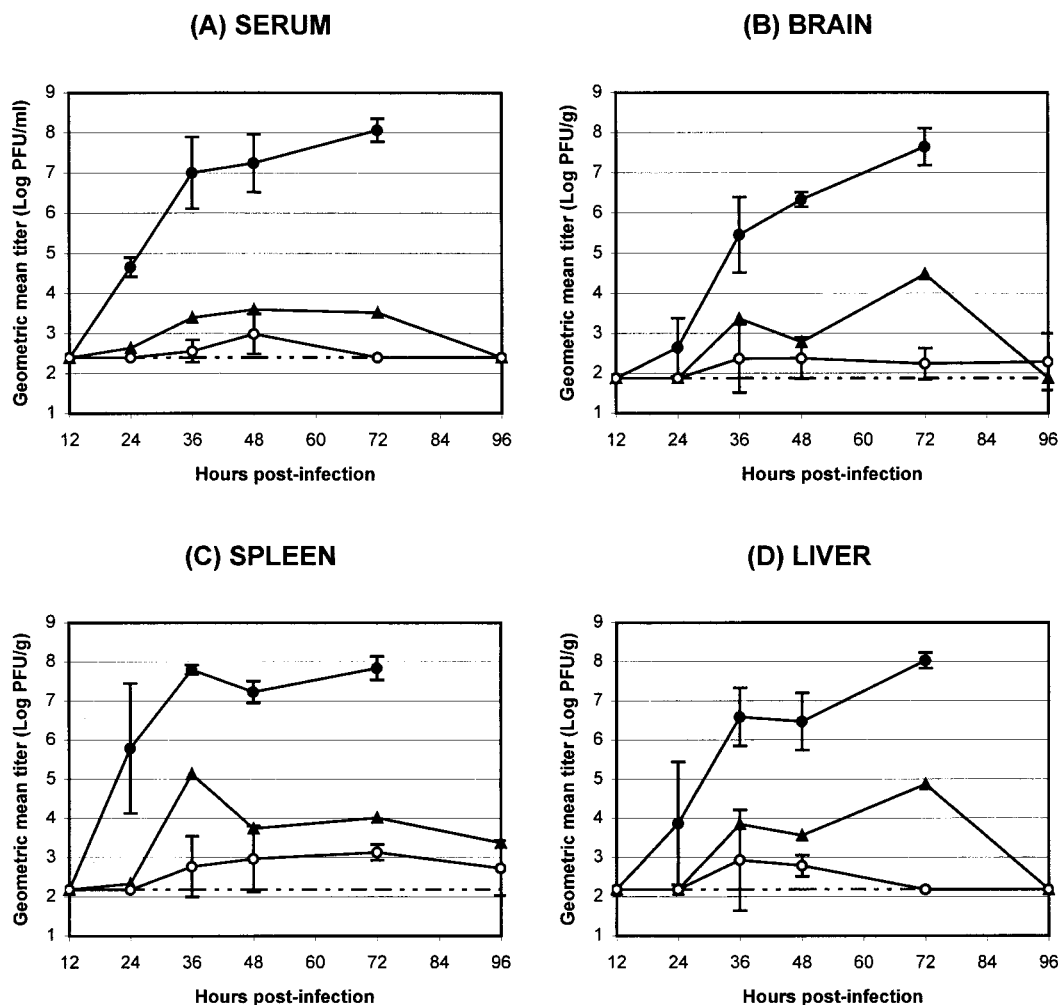 (A) SERUM
Geometric mean titer (Log PFU/ml)
9
8
7
6
5
4
3
2
1
12 24 36 48 60 72 84 96
Hours post-infection
(B) BRAIN
Geometric mean titer (Log PFU/g)
9
8
7
6
5
4
3
2
1
12 24 36 48 60 72 84 96
Hours post-infection
(C) SPLEEN
Geometric mean titer (Log PFU/g)
9
8
7
6
5
4
3
2
1
12 24 36 48 60 72 84 96
Hours post-infection
(D) LIVER
Geometric mean titer (Log PFU/g)
9
8
7
6
5
4
3
2
1
12 24 36 48 60 72 84 96
Hours post-infection